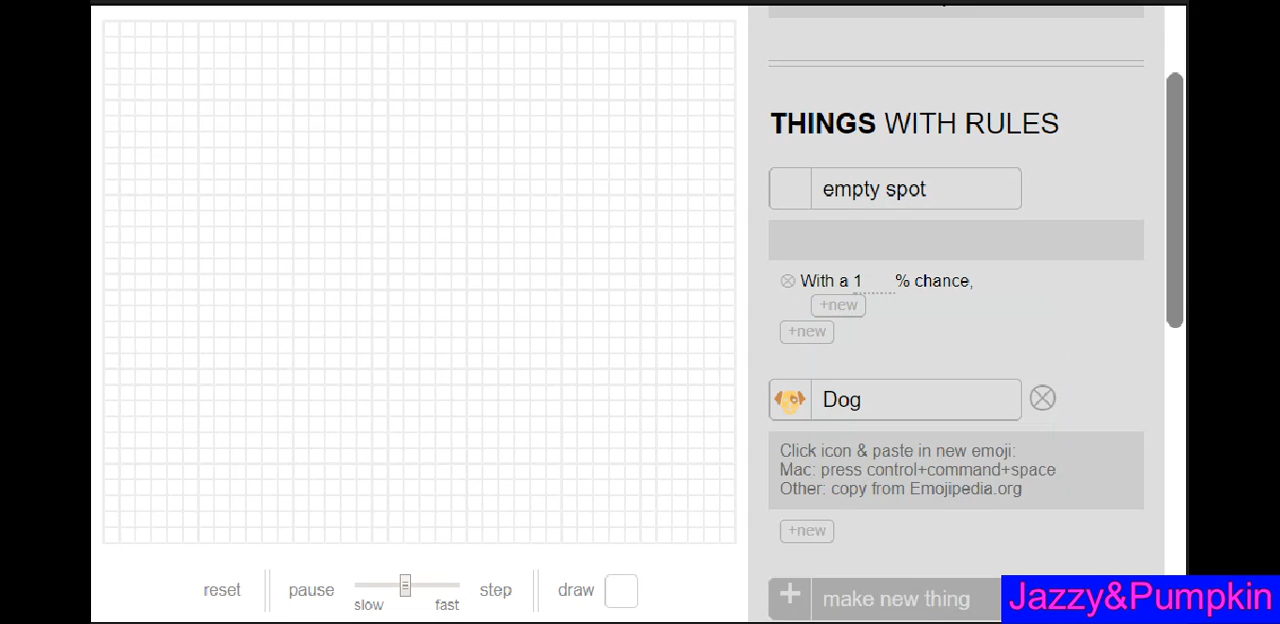 THINGS WITH RULES
empty spot
With a 1 % chance,
+new
+new
Dog
Click icon & paste in new emoji:
Mac: press control+command+space
Other: copy from Emojipedia.org
+new
+ make new thing
reset
pause
slow
fast
step
draw
Jazzy&Pumpkin